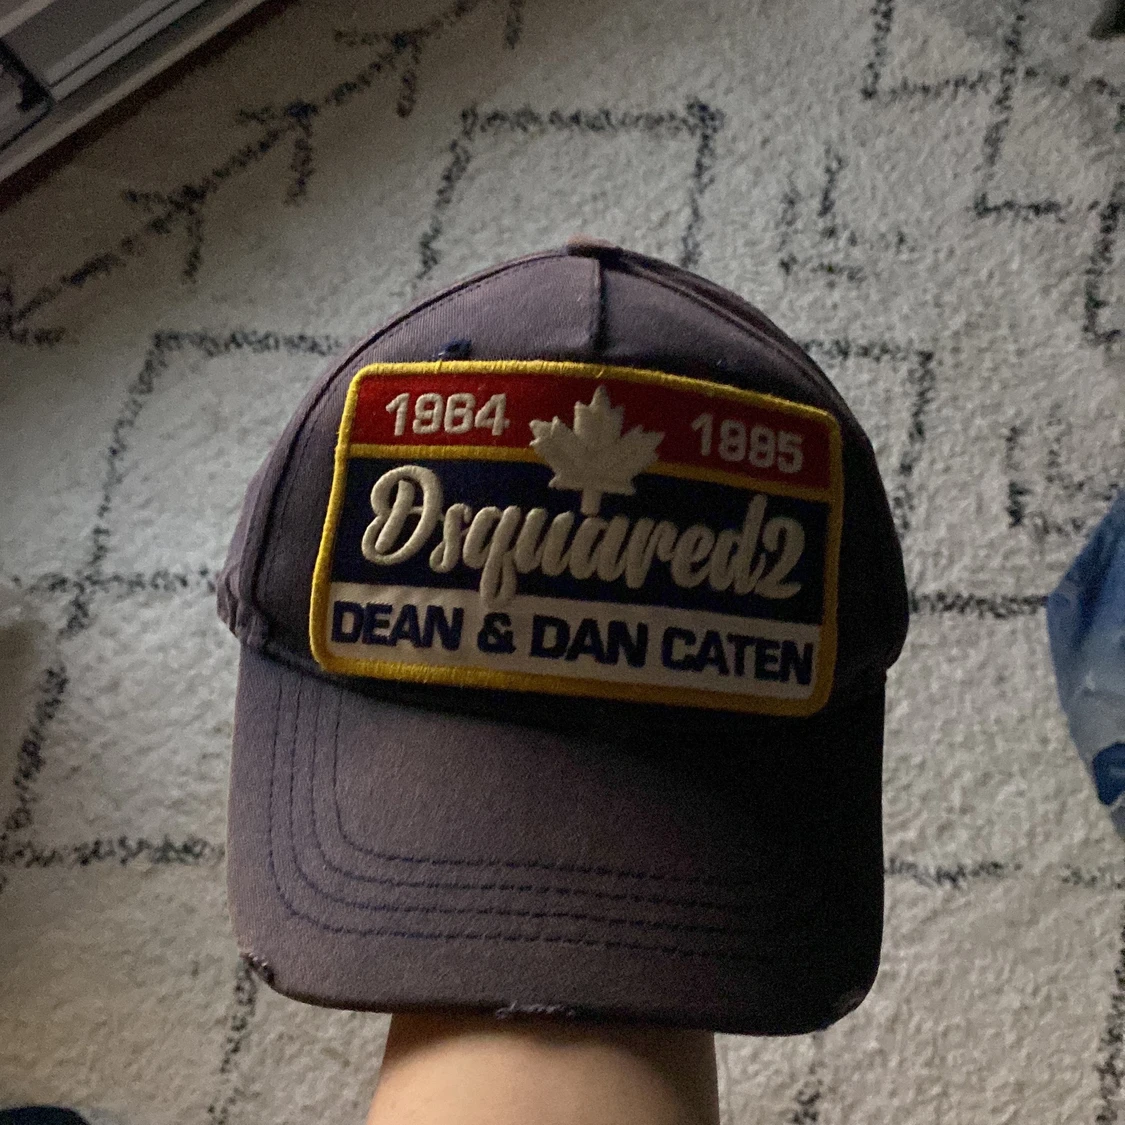 1964 1995
Dsquared2
DEAN & DAN CATEN